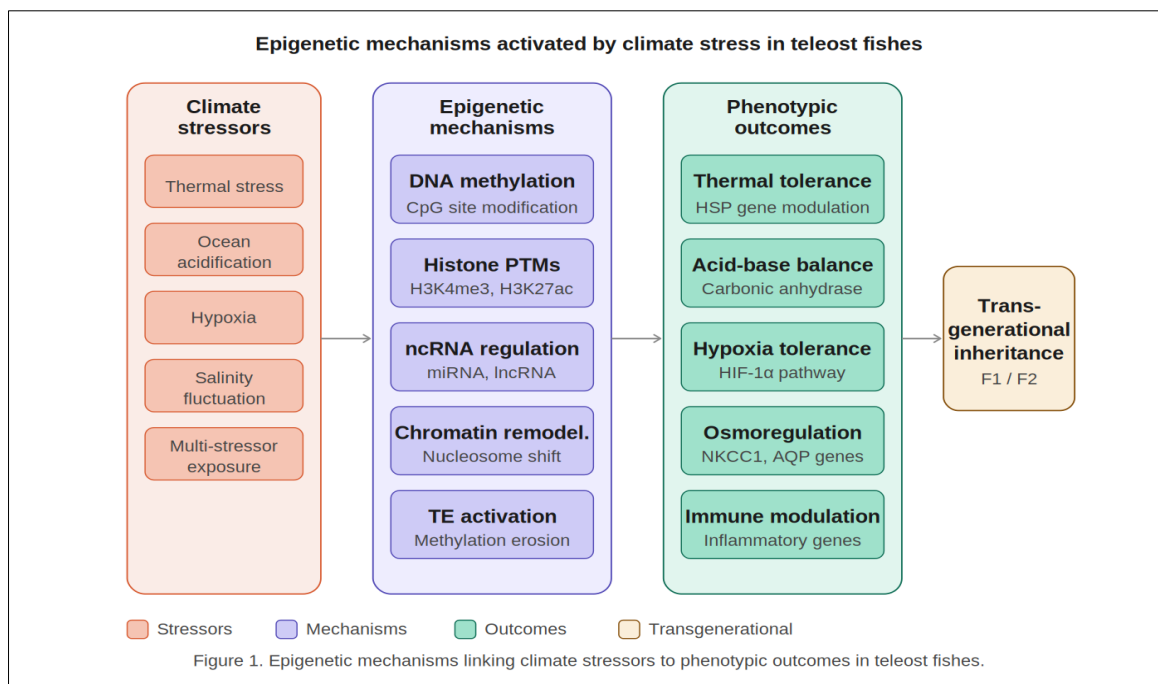 Epigenetic mechanisms activated by climate stress in teleost fishes
Climate
stressors
Thermal stress
Ocean
acidification
Hypoxia
Salinity
fluctuation
Multi-stressor
exposure
Epigenetic
mechanisms
DNA methylation
CpG site modification
Histone PTMs
H3K4me3, H3K27ac
ncRNA regulation
miRNA, lncRNA
Chromatin remodel.
Nucleosome shift
TE activation
Methylation erosion
Phenotypic
outcomes
Thermal tolerance
HSP gene modulation
Acid-base balance
Carbonic anhydrase
Hypoxia tolerance
HIF-1α pathway
Osmoregulation
NKCC1, AQP genes
Immune modulation
Inflammatory genes
Trans-
generational
inheritance
F1 / F2
Stressors
Mechanisms
Outcomes
Transgenerational
Figure 1. Epigenetic mechanisms linking climate stressors to phenotypic outcomes in teleost fishes.